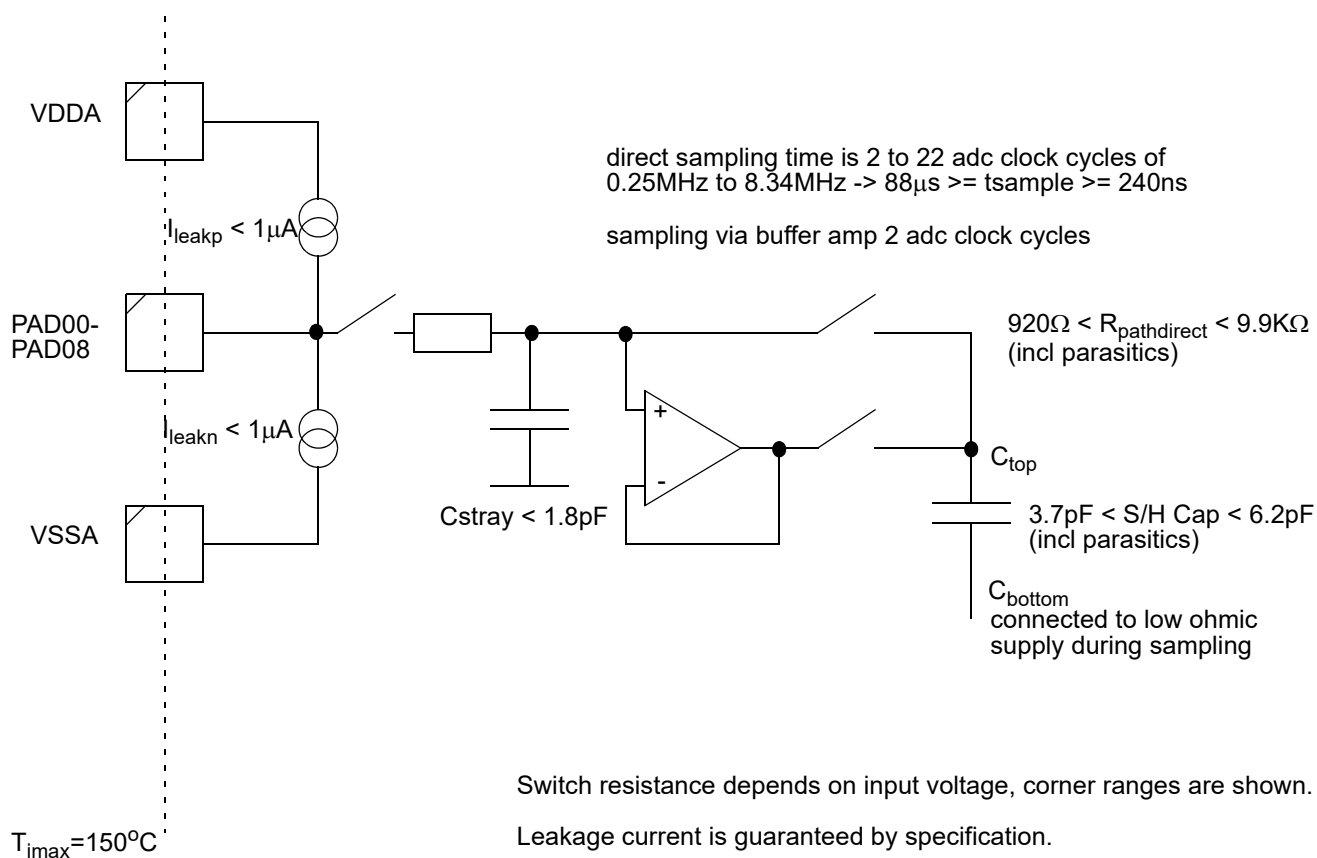 VDDA
direct sampling time is 2 to 22 adc clock cycles of
0.25MHz to 8.34MHz -> 88μs >= tsample >= 240ns
Ileakp < 1μA
sampling via buffer amp 2 adc clock cycles
PAD00-
PAD08
920Ω < Rpathdirect < 9.9KΩ
(incl parasitics)
+
Ileakn < 1μA
-
Ctop
Cstray < 1.8pF
3.7pF < S/H Cap < 6.2pF
(incl parasitics)
VSSA
Cbottom
connected to low ohmic
supply during sampling
Switch resistance depends on input voltage, corner ranges are shown.
Leakage current is guaranteed by specification.
Timax=150oC